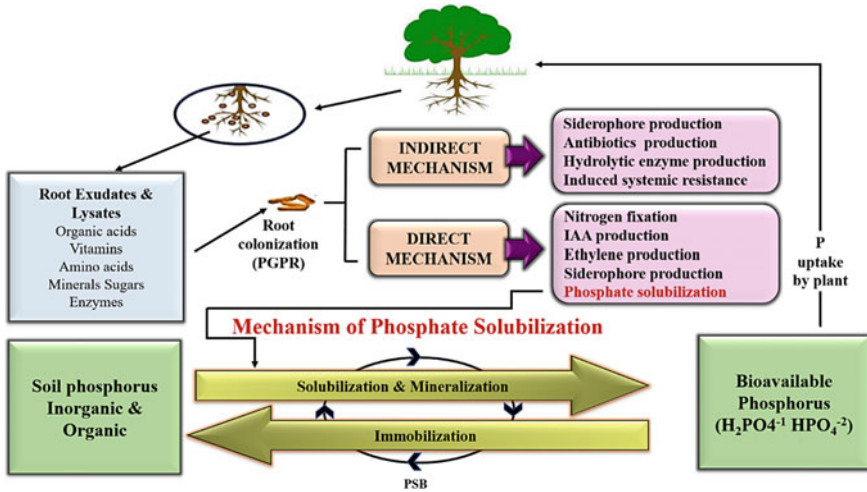 INDIRECT
MECHANISM
Siderophore production
Antibiotics production
Hydrolytic enzyme production
Induced systemic resistance
Root Exudates &
Lysates
Organic acids
Vitamins
Amino acids
Minerals Sugars
Enzymes
Root
colonization
(PGPR)
DIRECT
MECHANISM
Nitrogen fixation
IAA production
Ethylene production
Siderophore production
Phosphate solubilization
P
uptake
by plant
Mechanism of Phosphate Solubilization
Soil phosphorus
Inorganic &
Organic
Solubilization & Mineralization
Immobilization
PSB
Bioavailable
Phosphorus
(H₂PO4⁻¹ HPO₄⁻²)